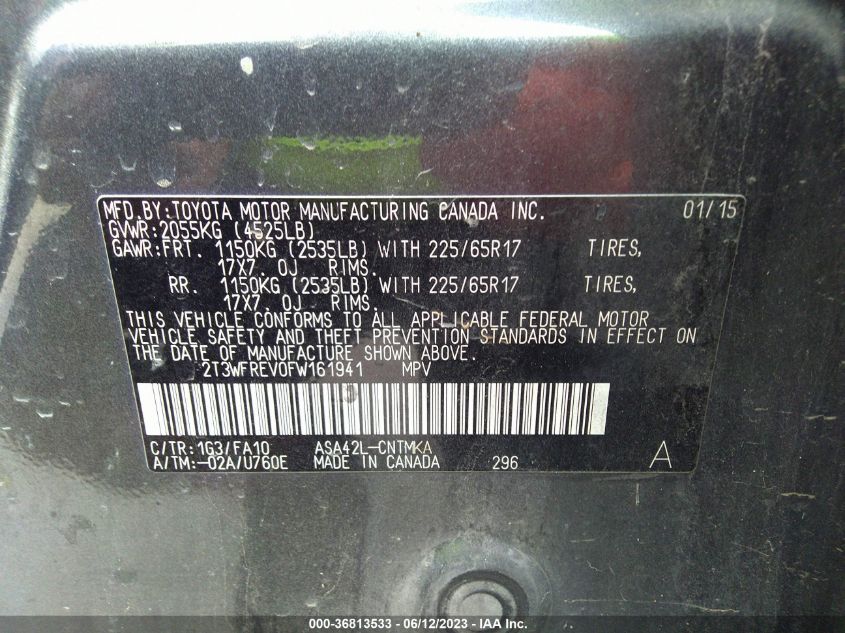 MFD.BY:TOYOTA MOTOR MANUFACTURING CANADA INC. 01/15
GVWR:2055KG (4525LB)
GAWR:FRT. 1150KG (2535LB) WITH 225/65R17 TIRES,
17X7.0J RIMS.
RR. 1150KG (2535LB) WITH 225/65R17 TIRES,
17X7.0J RIMS.
THIS VEHICLE CONFORMS TO ALL APPLICABLE FEDERAL MOTOR
VEHICLE SAFETY AND THEFT PREVENTION STANDARDS IN EFFECT ON
THE DATE OF MANUFACTURE SHOWN ABOVE.
2T3WFREV0FW161941 MPV
C/TR:1G3/FA10 ASA42L-CNTMKA
A/TM:-02A/U760E MADE IN CANADA 296 A
000-36813533 - 06/12/2023 - IAA Inc.